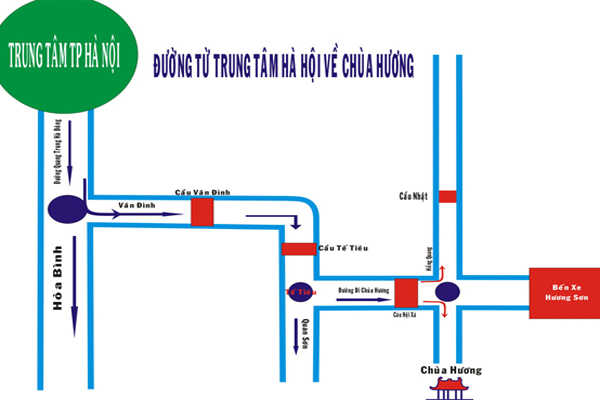 TRUNG TÂM TP HÀ NỘI
ĐƯỜNG TỪ TRUNG TÂM HÀ HỘI VỀ CHÙA HƯƠNG
Đường Quang Trung Hà Đông
Cầu Vân Đình
Vân Đình
Cầu Nhật
Hòa Bình
Cầu Tế Tiêu
Hồng Quang
Tế Tiêu
Đường Đi Chùa Hương
Bến Xe
Hương Sơn
Cầu Hội Xá
Quan Sơn
Chùa Hương